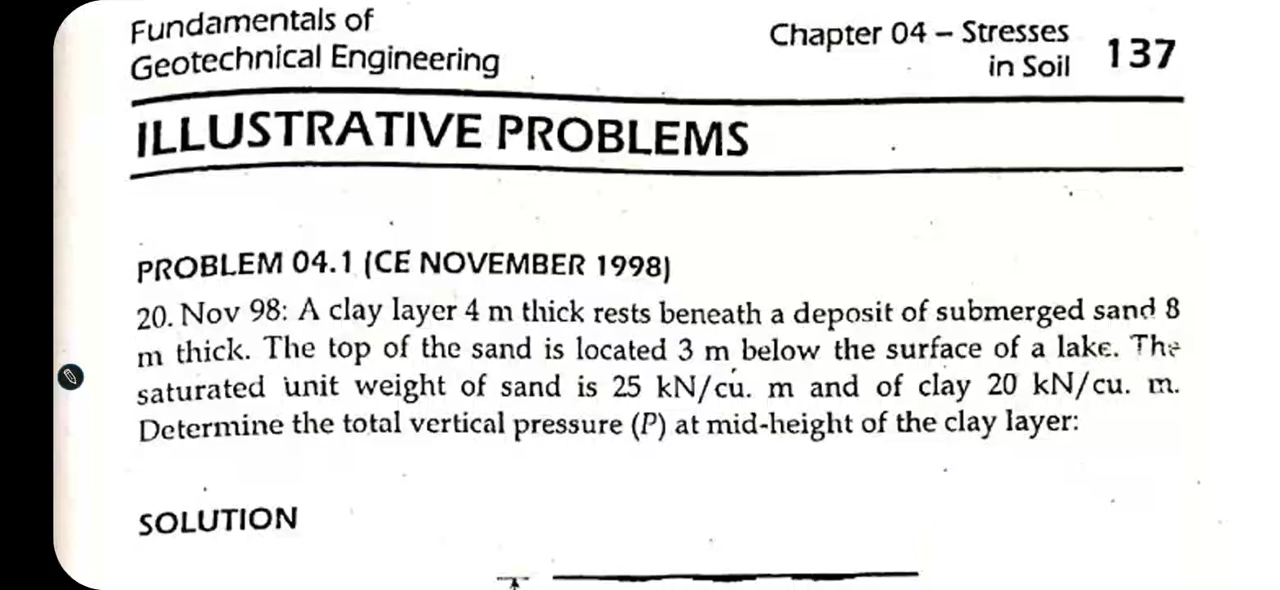 Fundamentals of
Geotechnical Engineering
Chapter 04 – Stresses
in Soil
137
ILLUSTRATIVE PROBLEMS
PROBLEM 04.1 (CE NOVEMBER 1998)
20. Nov 98: A clay layer 4 m thick rests beneath a deposit of submerged sand 8
m thick. The top of the sand is located 3 m below the surface of a lake. The
saturated unit weight of sand is 25 kN/cu. m and of clay 20 kN/cu. m.
Determine the total vertical pressure (P) at mid-height of the clay layer:
SOLUTION